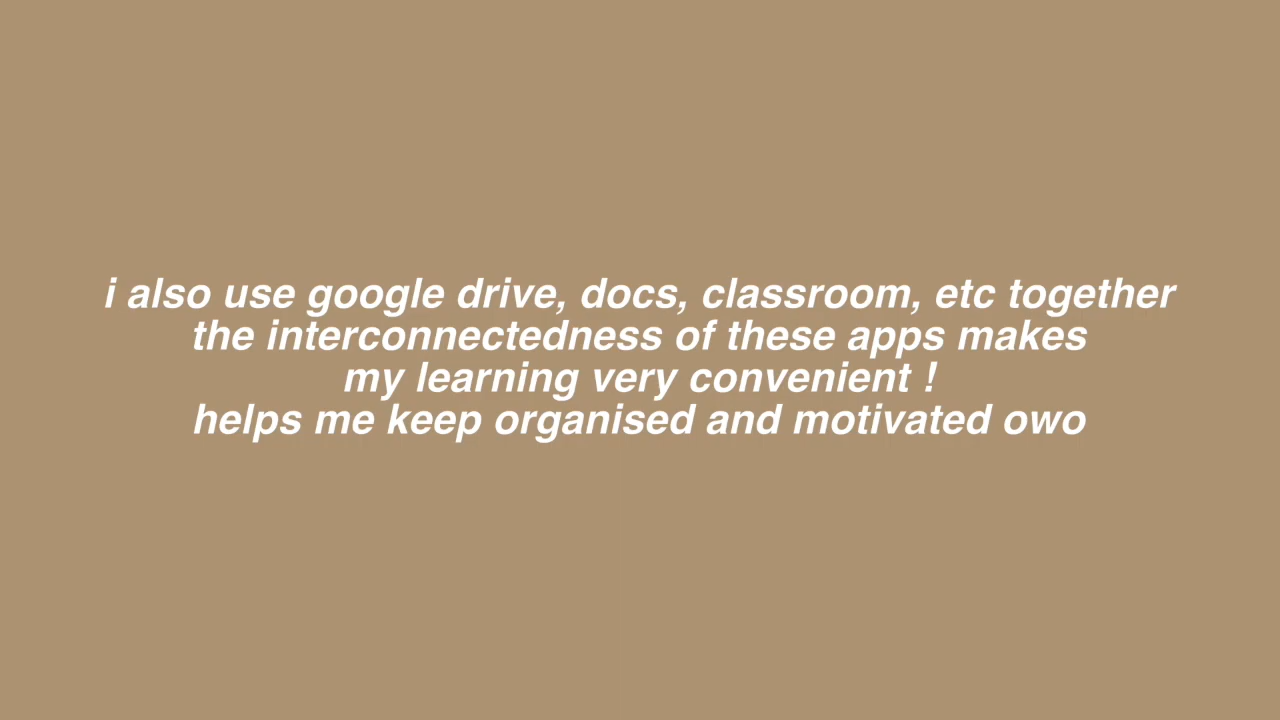 i also use google drive, docs, classroom, etc together
the interconnectedness of these apps makes
my learning very convenient !
helps me keep organised and motivated owo